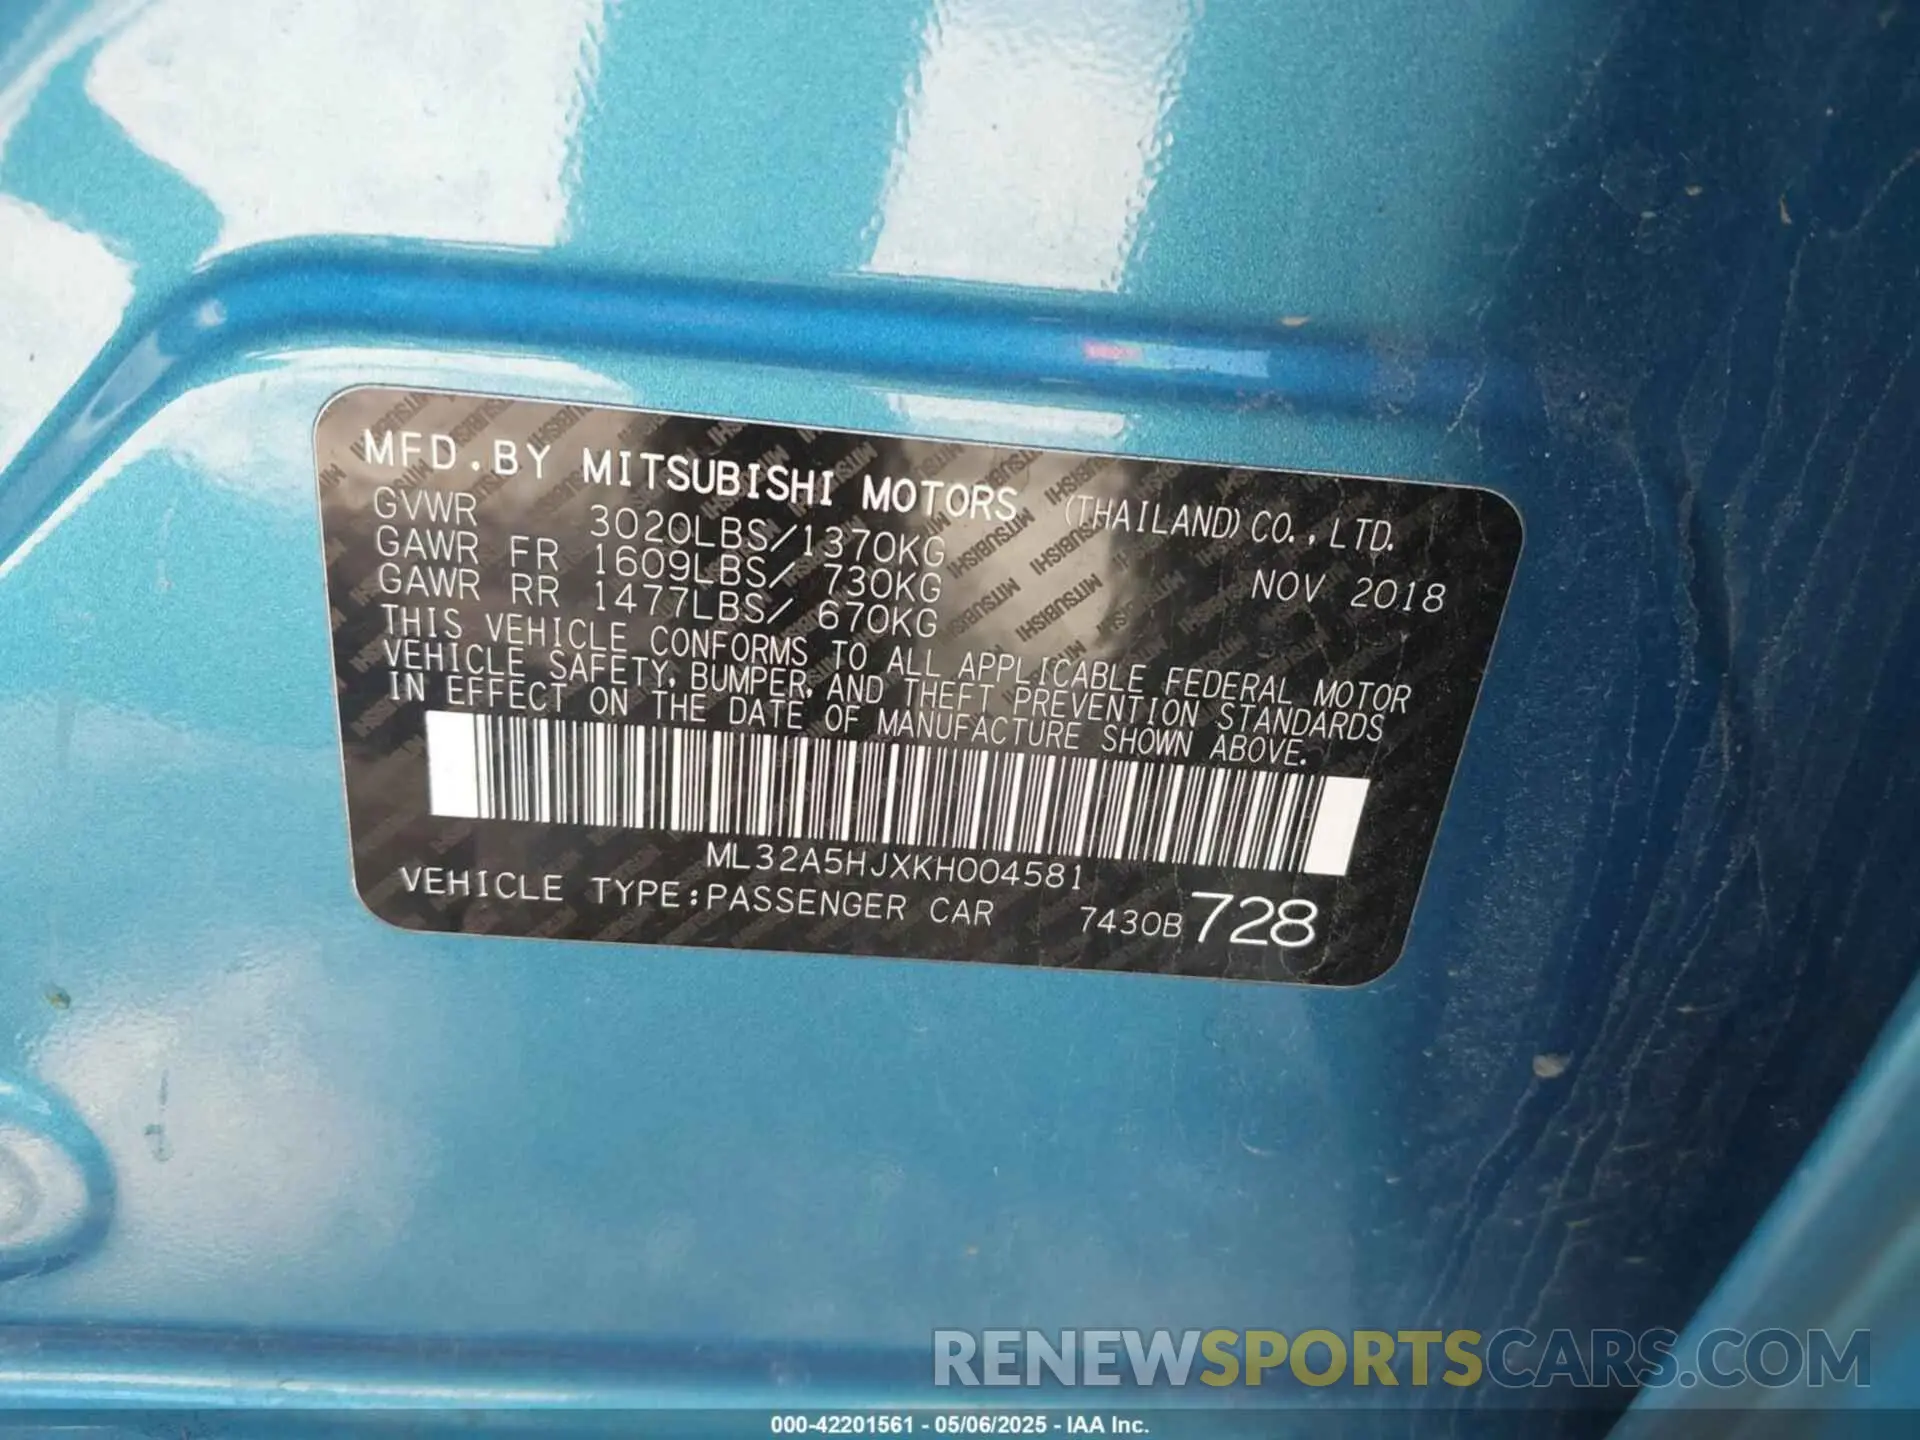 MFD.BY MITSUBISHI MOTORS (THAILAND)CO.,LTD.
GVWR 3020LBS/1370KG
GAWR FR 1609LBS/ 730KG NOV 2018
GAWR RR 1477LBS/ 670KG
THIS VEHICLE CONFORMS TO ALL APPLICABLE FEDERAL MOTOR
VEHICLE SAFETY, BUMPER, AND THEFT PREVENTION STANDARDS
IN EFFECT ON THE DATE OF MANUFACTURE SHOWN ABOVE.
ML32A5HJXKH004581
VEHICLE TYPE:PASSENGER CAR 7430B 728
RENEWSPORTSCARS.COM
000-42201561 - 05/06/2025 - IAA Inc.